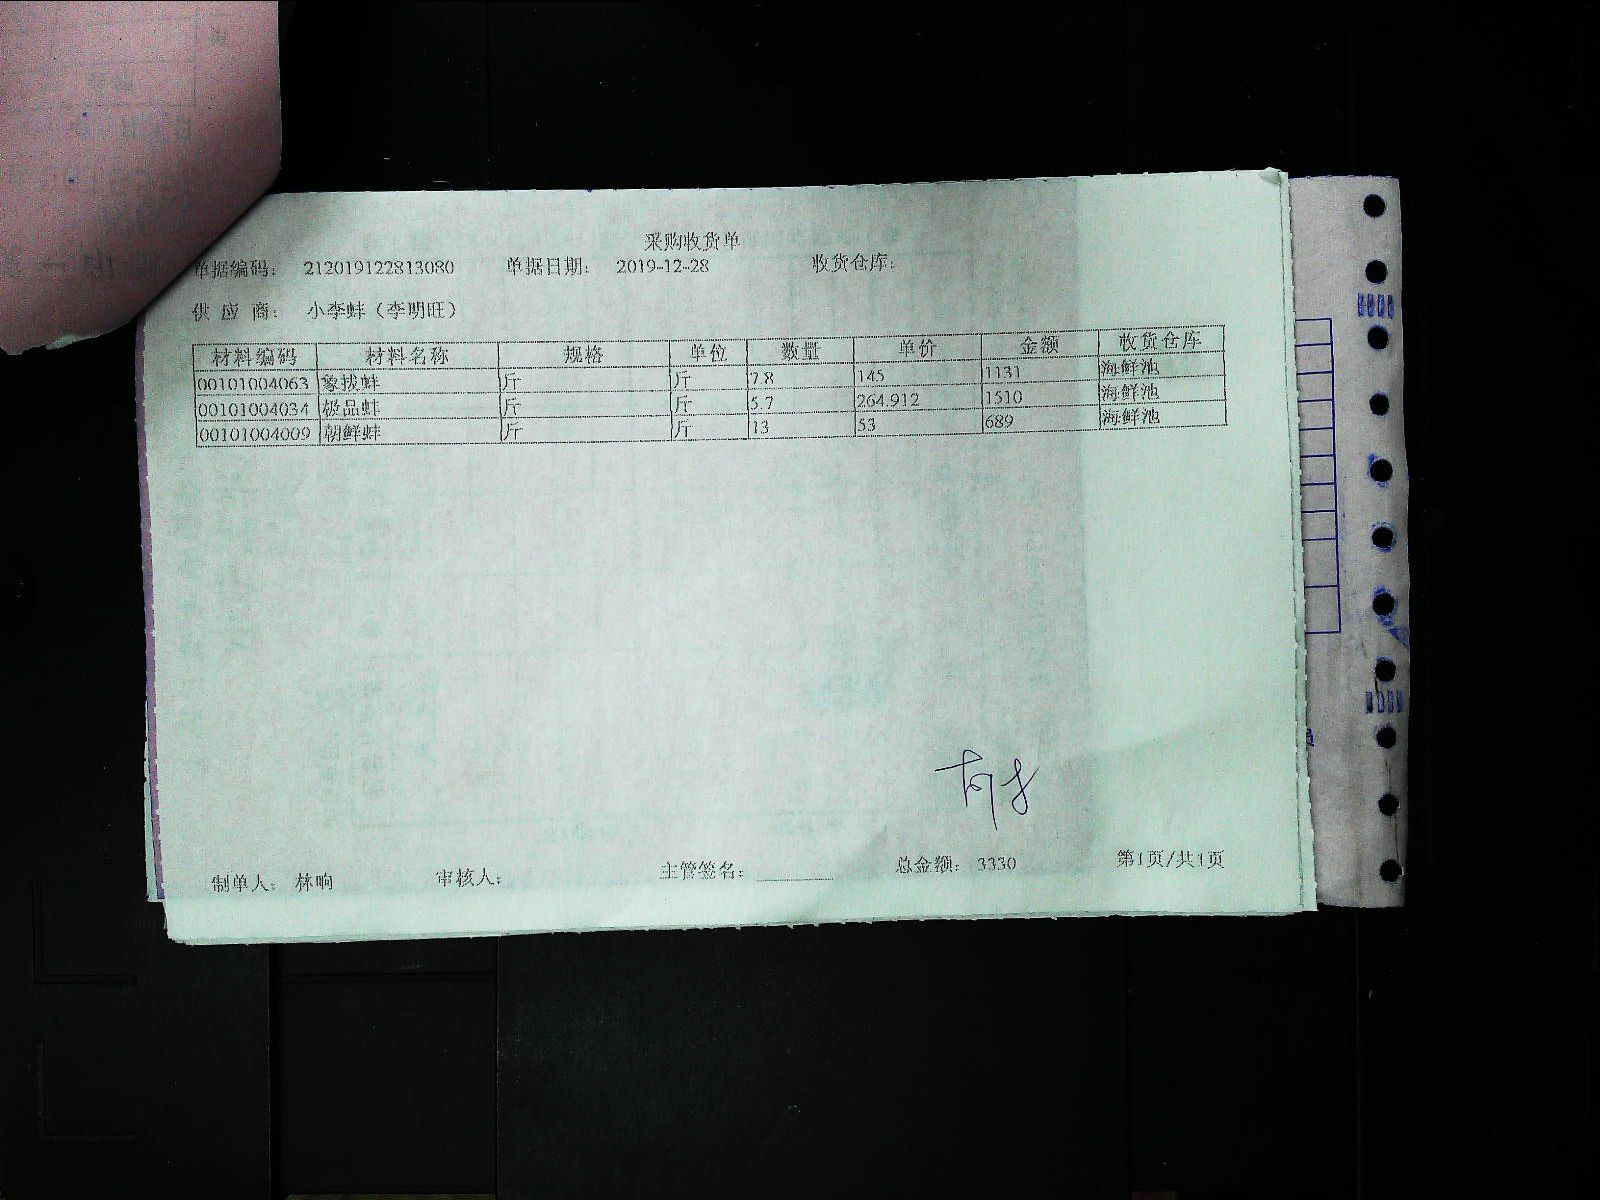 采购收货单
单据编码： 212019122813080 单据日期： 2019-12-28 收货仓库：
供 应 商： 小李蚌（李明旺）
材料编码 材料名称 规格 单位 数量 单价 金额 收货仓库
00101004063 象拔蚌 斤 斤 7.8 145 1131 海鲜池
00101004034 极品蚌 斤 斤 5.7 264.912 1510 海鲜池
00101004009 朝鲜蚌 斤 斤 13 53 689 海鲜池
制单人： 林响 审核人： 主管签名： 总金额： 3330 第1页/共1页